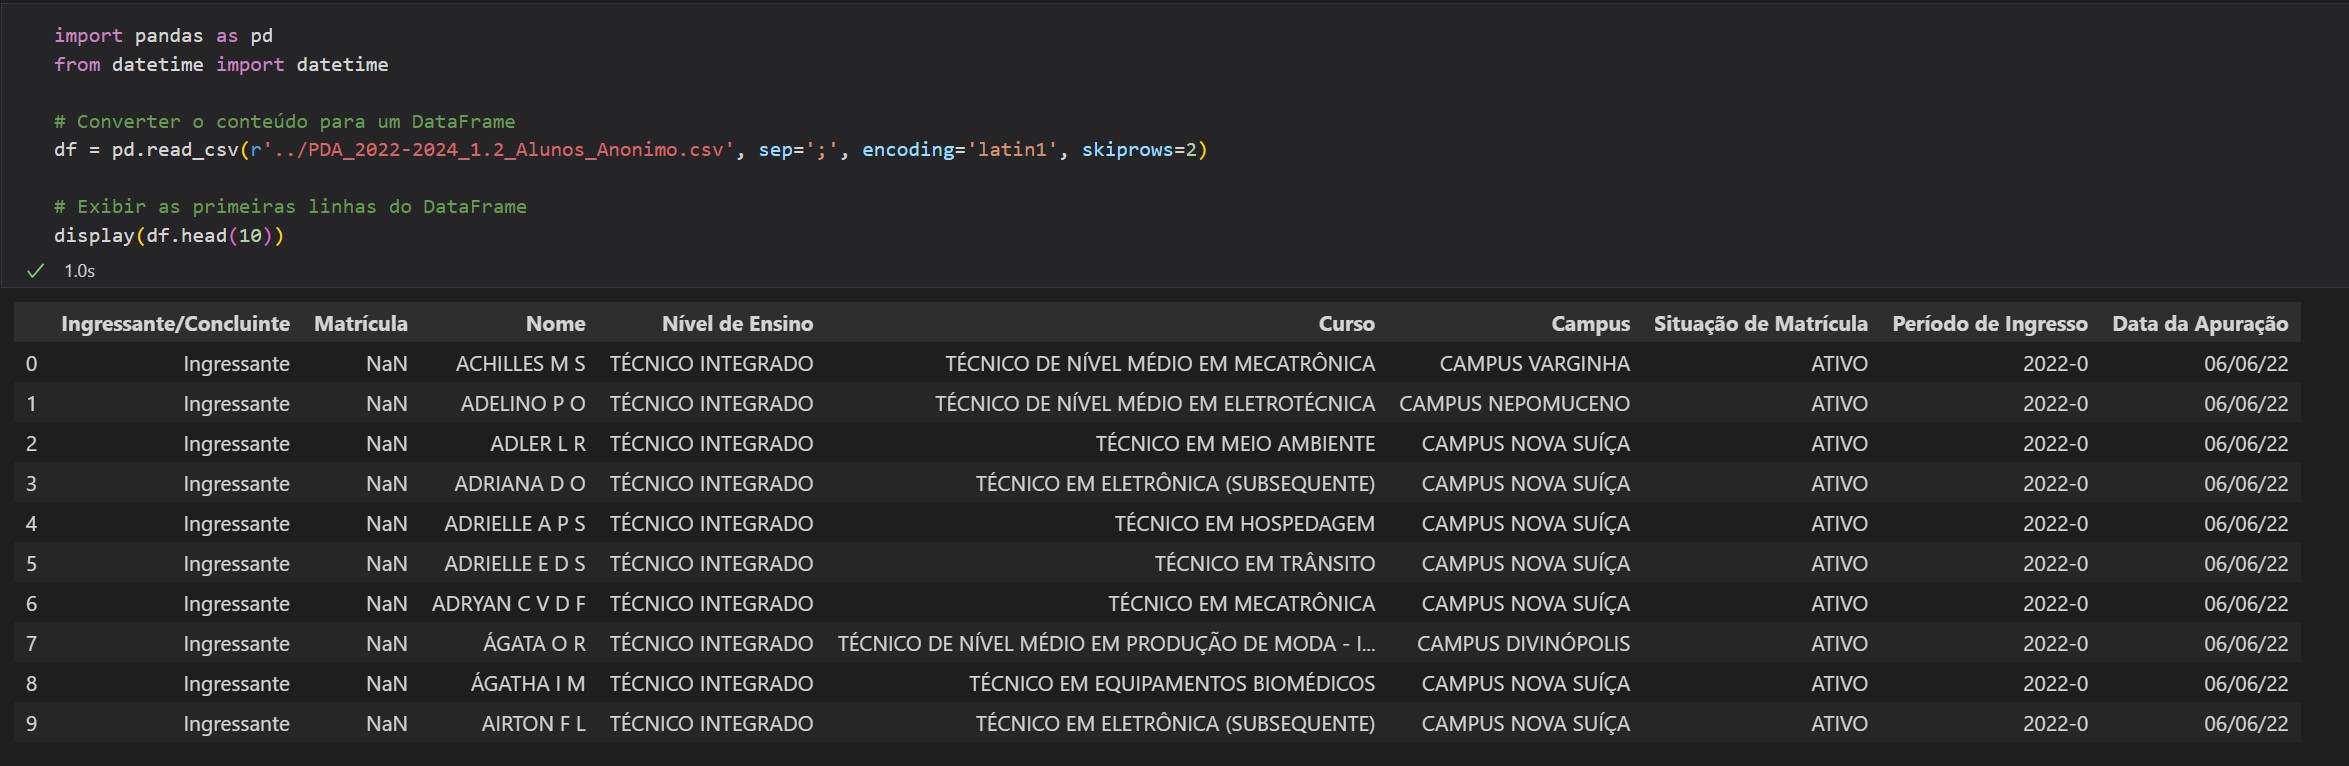 import pandas as pd
from datetime import datetime
# Converter o conteúdo para um DataFrame
df = pd.read_csv(r'../PDA_2022-2024_1.2_Alunos_Anonimo.csv', sep=';', encoding='latin1', skiprows=2)
# Exibir as primeiras linhas do DataFrame
display(df.head(10))
1.0s
Ingressante/Concluinte Matrícula Nome Nível de Ensino Curso Campus Situação de Matrícula Período de Ingresso Data da Apuração
0 Ingressante NaN ACHILLES M S TÉCNICO INTEGRADO TÉCNICO DE NÍVEL MÉDIO EM MECATRÔNICA CAMPUS VARGINHA ATIVO 2022-0 06/06/22
1 Ingressante NaN ADELINO P O TÉCNICO INTEGRADO TÉCNICO DE NÍVEL MÉDIO EM ELETROTÉCNICA CAMPUS NEPOMUCENO ATIVO 2022-0 06/06/22
2 Ingressante NaN ADLER L R TÉCNICO INTEGRADO TÉCNICO EM MEIO AMBIENTE CAMPUS NOVA SUÍÇA ATIVO 2022-0 06/06/22
3 Ingressante NaN ADRIANA D O TÉCNICO INTEGRADO TÉCNICO EM ELETRÔNICA (SUBSEQUENTE) CAMPUS NOVA SUÍÇA ATIVO 2022-0 06/06/22
4 Ingressante NaN ADRIELLE A P S TÉCNICO INTEGRADO TÉCNICO EM HOSPEDAGEM CAMPUS NOVA SUÍÇA ATIVO 2022-0 06/06/22
5 Ingressante NaN ADRIELLE E D S TÉCNICO INTEGRADO TÉCNICO EM TRÂNSITO CAMPUS NOVA SUÍÇA ATIVO 2022-0 06/06/22
6 Ingressante NaN ADRYAN C V D F TÉCNICO INTEGRADO TÉCNICO EM MECATRÔNICA CAMPUS NOVA SUÍÇA ATIVO 2022-0 06/06/22
7 Ingressante NaN ÁGATA O R TÉCNICO INTEGRADO TÉCNICO DE NÍVEL MÉDIO EM PRODUÇÃO DE MODA - I... CAMPUS DIVINÓPOLIS ATIVO 2022-0 06/06/22
8 Ingressante NaN ÁGATHA I M TÉCNICO INTEGRADO TÉCNICO EM EQUIPAMENTOS BIOMÉDICOS CAMPUS NOVA SUÍÇA ATIVO 2022-0 06/06/22
9 Ingressante NaN AIRTON F L TÉCNICO INTEGRADO TÉCNICO EM ELETRÔNICA (SUBSEQUENTE) CAMPUS NOVA SUÍÇA ATIVO 2022-0 06/06/22